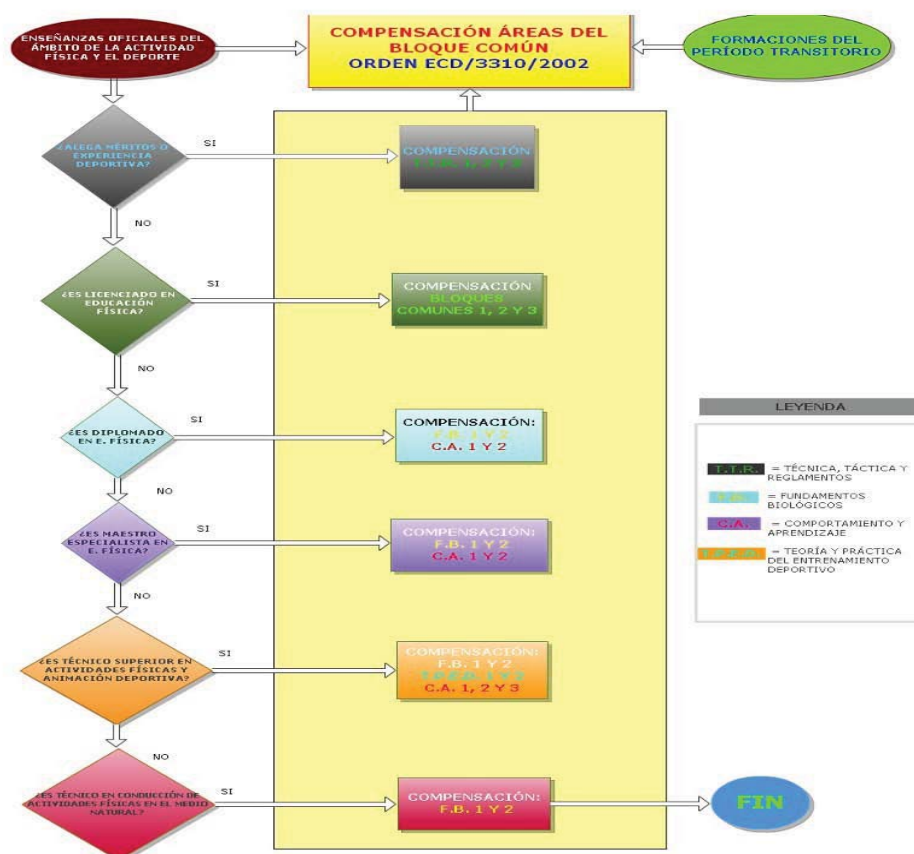 ENSEÑANZAS OFICIALES DEL
ÁMBITO DE LA ACTIVIDAD
FÍSICA Y EL DEPORTE
COMPENSACIÓN ÁREAS DEL
BLOQUE COMÚN
ORDEN ECD/3310/2002
FORMACIONES DEL
PERÍODO TRANSITORIO
¿ALEGA MÉRITOS O
EXPERIENCIA
DEPORTIVA?
SI
COMPENSACIÓN
T.T.R. 1, 2 Y 3
NO
¿ES LICENCIADO EN
EDUCACIÓN
FÍSICA?
SI
COMPENSACIÓN
BLOQUES
COMUNES 1, 2 Y 3
NO
¿ES DIPLOMADO
EN E. FÍSICA?
SI
COMPENSACIÓN:
F.B. 1 Y 2
C.A. 1 Y 2
NO
¿ES MAESTRO
ESPECIALISTA EN
E. FÍSICA?
SI
COMPENSACIÓN:
F.B. 1 Y 2
C.A. 1 Y 2
NO
¿ES TÉCNICO SUPERIOR EN
ACTIVIDADES FÍSICAS Y
ANIMACIÓN DEPORTIVA?
SI
COMPENSACIÓN:
F.B. 1 Y 2
C.A. 1, 2 Y 3
NO
¿ES TÉCNICO EN CONDUCCIÓN DE
ACTIVIDADES FÍSICAS EN EL MEDIO
NATURAL?
SI
COMPENSACIÓN:
F.B. 1 Y 2
FIN
LEYENDA
T.T.R. = TÉCNICA, TÁCTICA Y
REGLAMENTOS
F.B. = FUNDAMENTOS
BIOLÓGICOS
C.A. = COMPORTAMIENTO Y
APRENDIZAJE
= TEORÍA Y PRÁCTICA
DEL ENTRENAMIENTO
DEPORTIVO